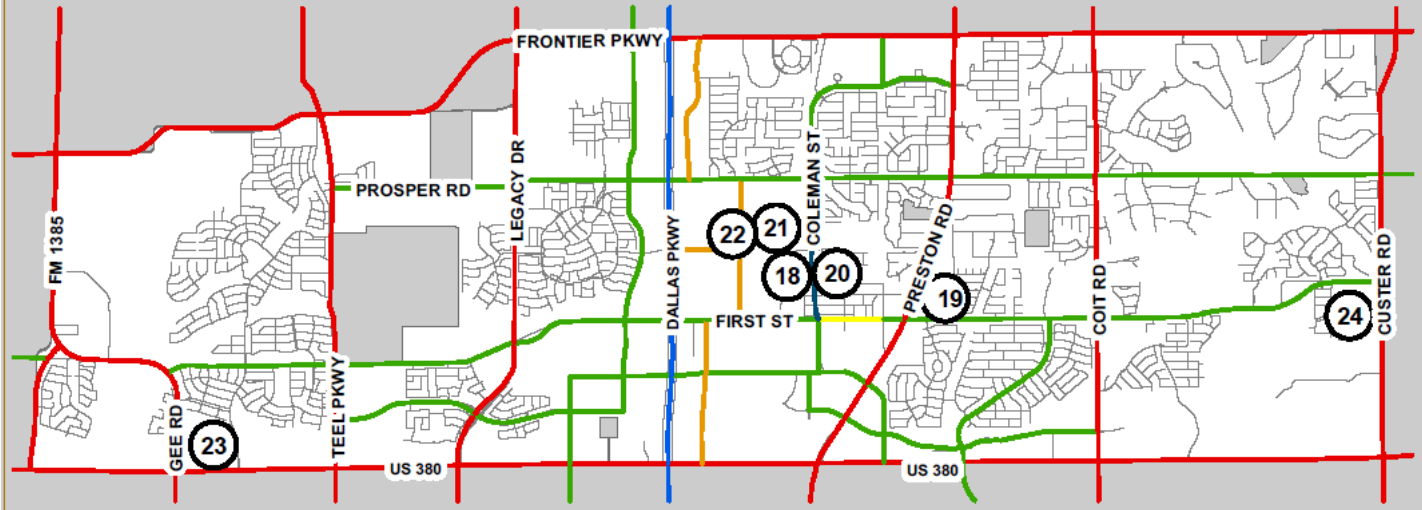 FRONTIER PKWY
FM 1385
PROSPER RD
LEGACY DR
DALLAS PKWY
COLEMAN ST
PRESTON RD
COIT RD
CUSTER RD
22
21
18
20
19
24
FIRST ST
GEE RD
23
TEEL PKWY
US 380
US 380